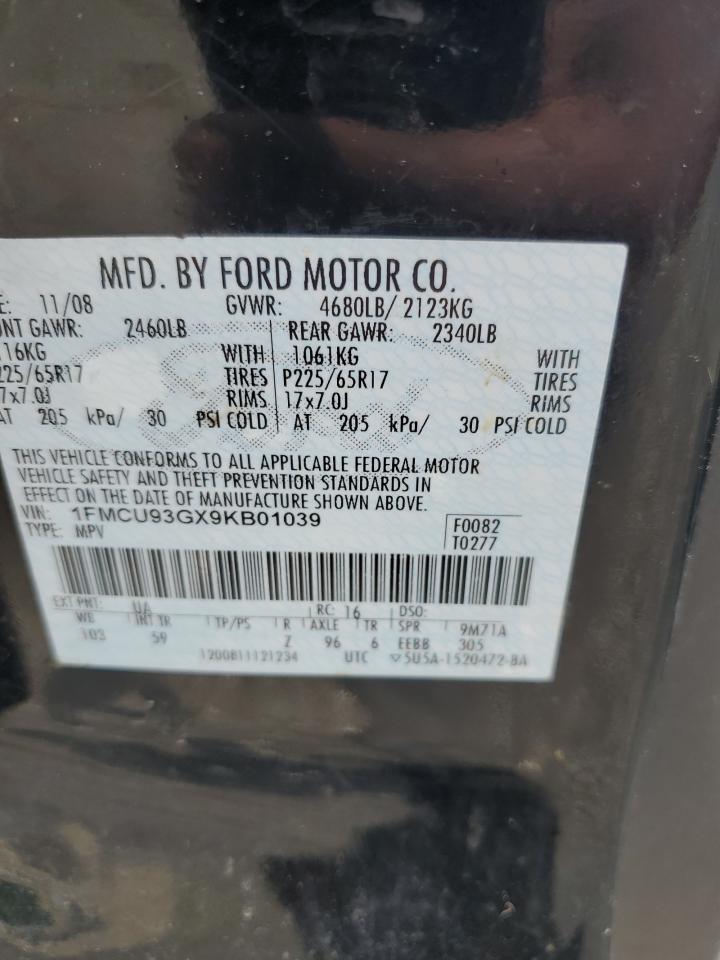 MFD. BY FORD MOTOR CO.
E: 11/08 GVWR: 4680LB/ 2123KG
NT GAWR: 2460LB REAR GAWR: 2340LB
16KG WITH 1061KG WITH
225/65R17 TIRES P225/65R17 TIRES
7x7.0J RIMS 17x7.0J RIMS
AT 205 kPa/ 30 PSI COLD AT 205 kPa/ 30 PSI COLD
THIS VEHICLE CONFORMS TO ALL APPLICABLE FEDERAL MOTOR
VEHICLE SAFETY AND THEFT PREVENTION STANDARDS IN
EFFECT ON THE DATE OF MANUFACTURE SHOWN ABOVE.
VIN: 1FMCU93GX9KB01039 F0082
TYPE: MPV T0277
EXT PNT: UA RC: 16 DSO:
WB INT TR TP/PS R AXLE TR SPR 9M71A
103 59 Z 96 6 EEBB 305
1200811121234 UTC ▽5U5A-1520472-BA